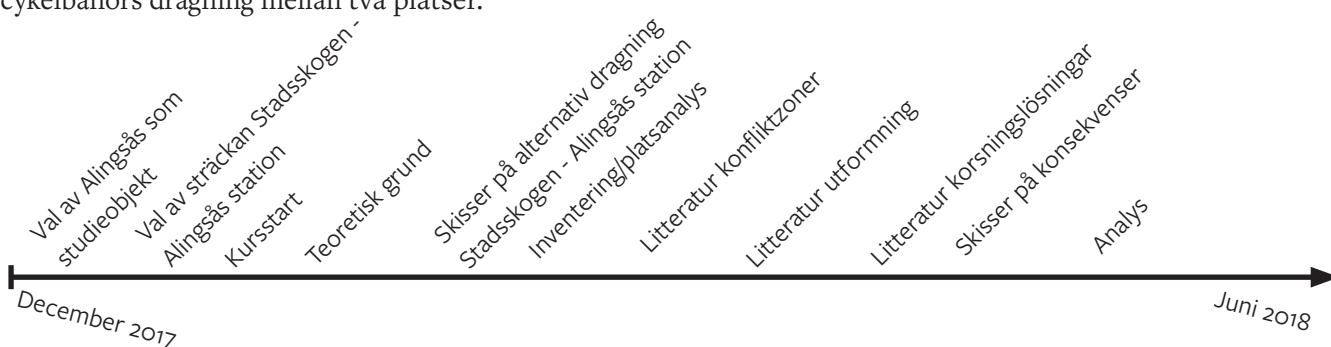 cykelbanors dragning mellan två platser.
Val av Alingsås som
studieobjekt
Val av sträckan Stadsskogen -
Alingsås station
Kursstart
Teoretisk grund
Skisser på alternativ dragning
Stadsskogen - Alingsås station
Inventering/platsanalys
Litteratur konfliktzoner
Litteratur utformning
Litteratur korsningslösningar
Skisser på konsekvenser
Analys
December 2017
Juni 2018